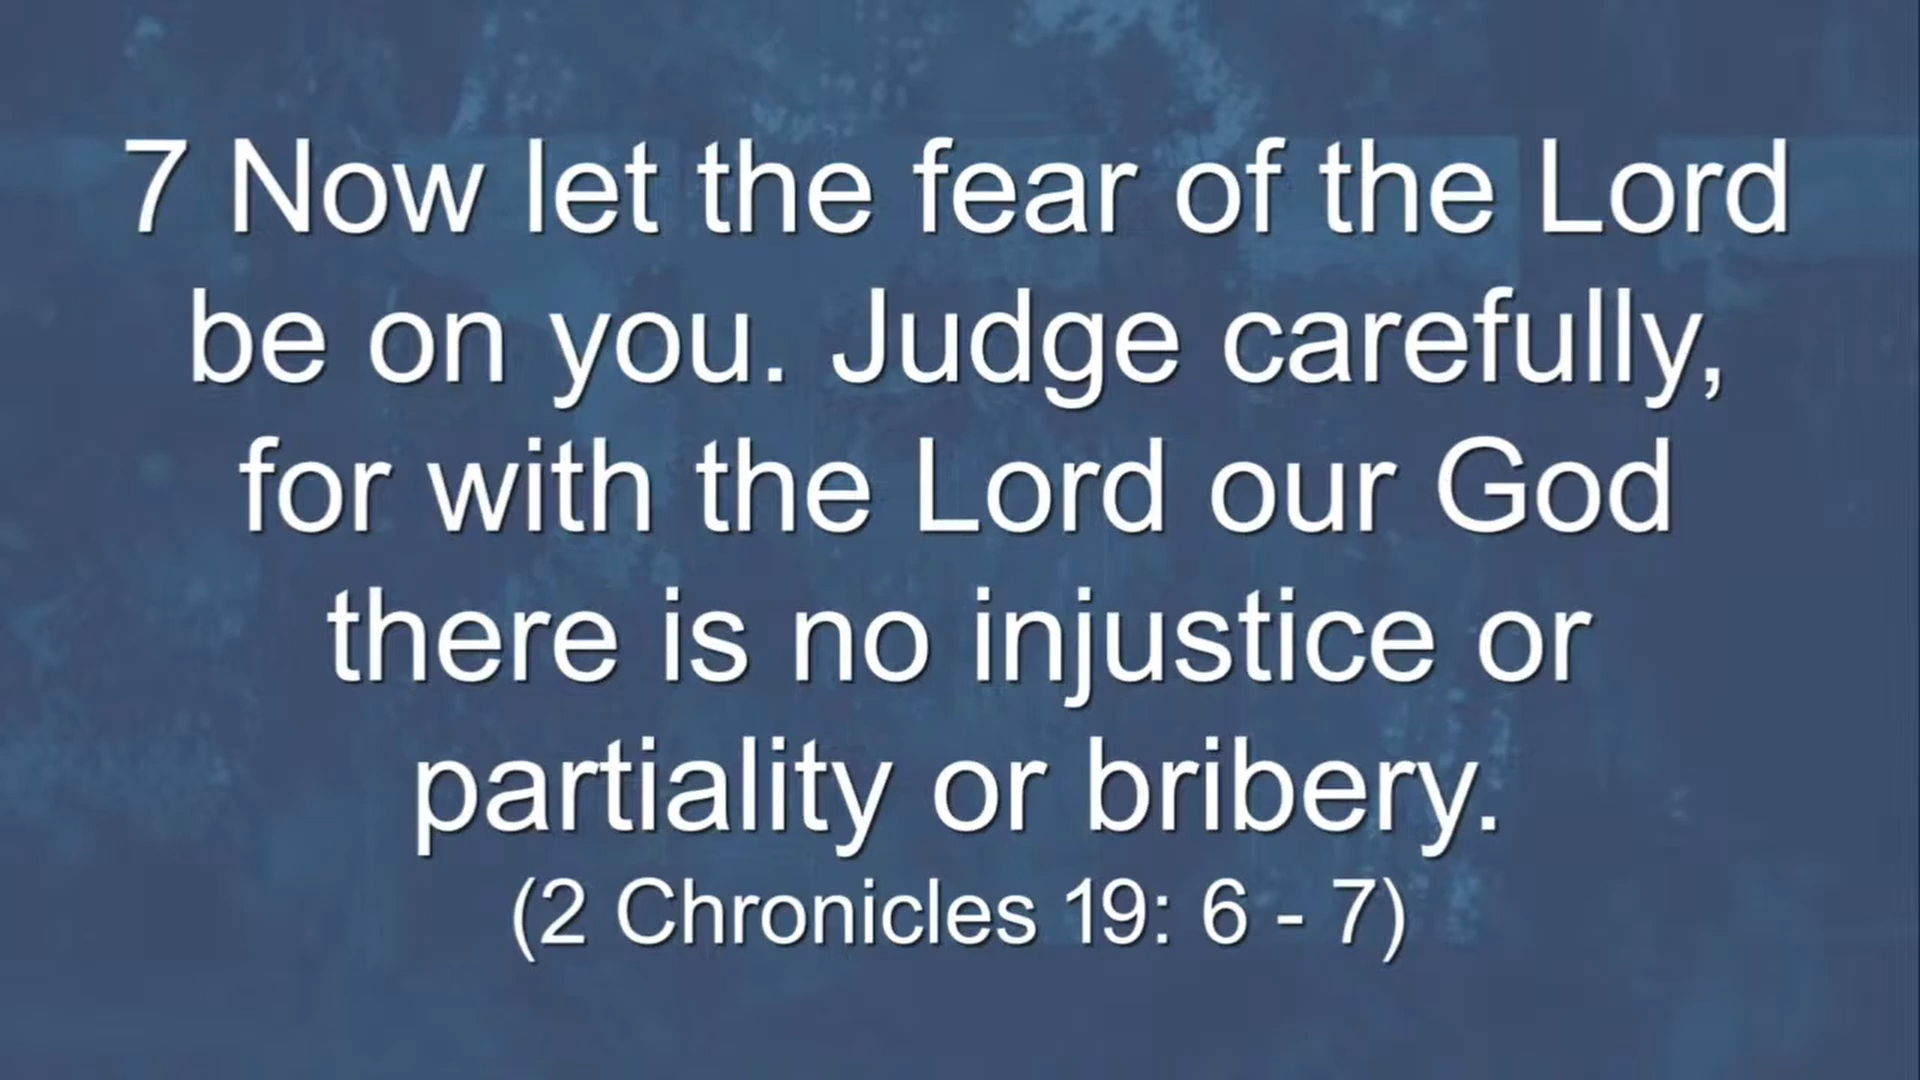 7 Now let the fear of the Lord
be on you. Judge carefully,
for with the Lord our God
there is no injustice or
partiality or bribery.
(2 Chronicles 19: 6 - 7)